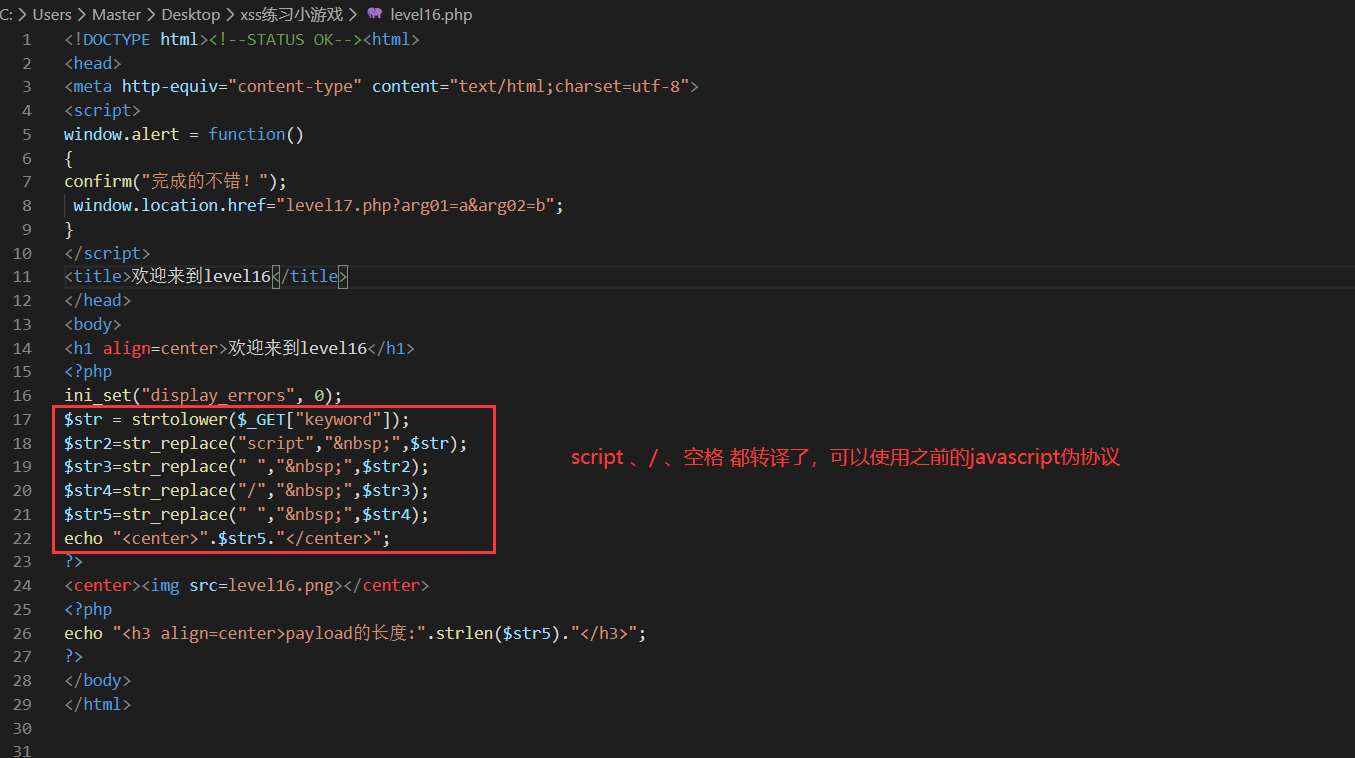 C: > Users > Master > Desktop > xss练习小游戏 > level16.php
1 <!DOCTYPE html><!--STATUS OK--><html>
2 <head>
3 <meta http-equiv="content-type" content="text/html;charset=utf-8">
4 <script>
5 window.alert = function()
6 {
7 confirm("完成的不错！");
8  window.location.href="level17.php?arg01=a&arg02=b";
9 }
10 </script>
11 <title>欢迎来到level16</title>
12 </head>
13 <body>
14 <h1 align=center>欢迎来到level16</h1>
15 <?php
16 ini_set("display_errors", 0);
17 $str = strtolower($_GET["keyword"]);
18 $str2=str_replace("script","&nbsp;",$str);
19 $str3=str_replace(" ","&nbsp;",$str2);
20 $str4=str_replace("/","&nbsp;",$str3);
21 $str5=str_replace(" ","&nbsp;",$str4);
22 echo "<center>".$str5."</center>";
23 ?>
24 <center><img src=level16.png></center>
25 <?php
26 echo "<h3 align=center>payload的长度:".strlen($str5)."</h3>";
27 ?>
28 </body>
29 </html>
30
31
script 、/ 、空格 都转译了，可以使用之前的javascript伪协议